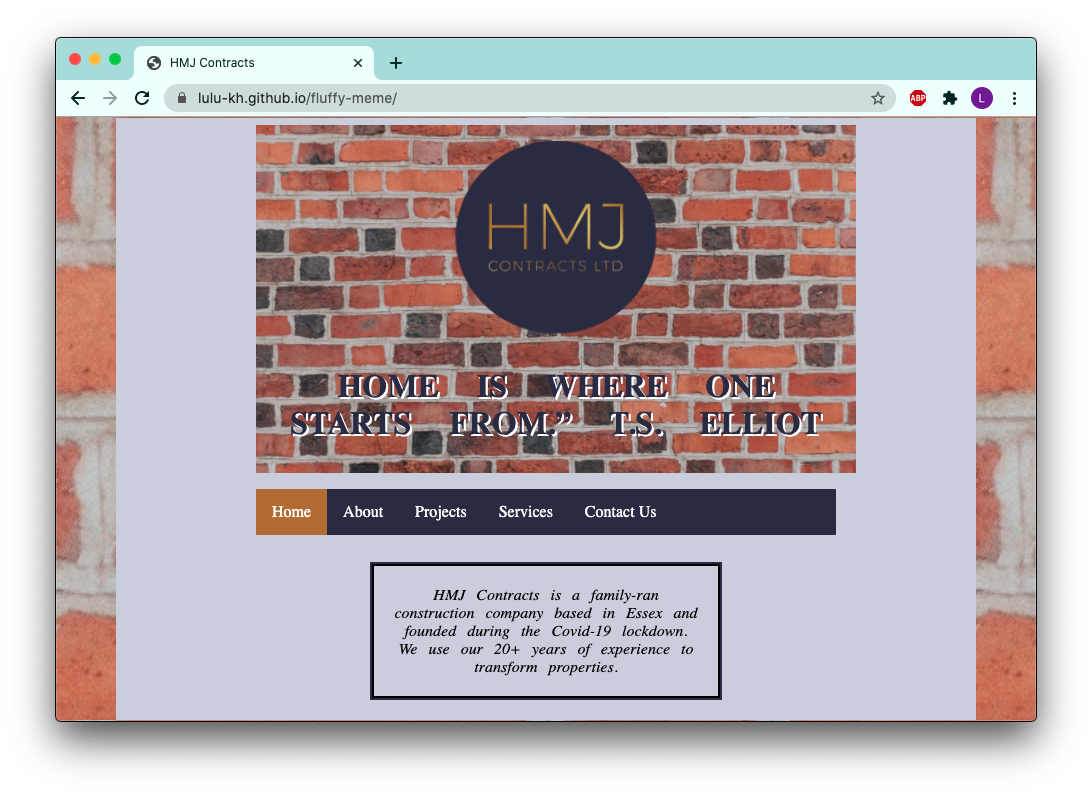 HMJ Contracts
lulu-kh.github.io/fluffy-meme/
ABP
L
HMJ
CONTRACTS LTD
HOME IS WHERE ONE
STARTS FROM.” T.S. ELLIOT
Home About Projects Services Contact Us
HMJ Contracts is a family-ran
construction company based in Essex and
founded during the Covid-19 lockdown.
We use our 20+ years of experience to
transform properties.